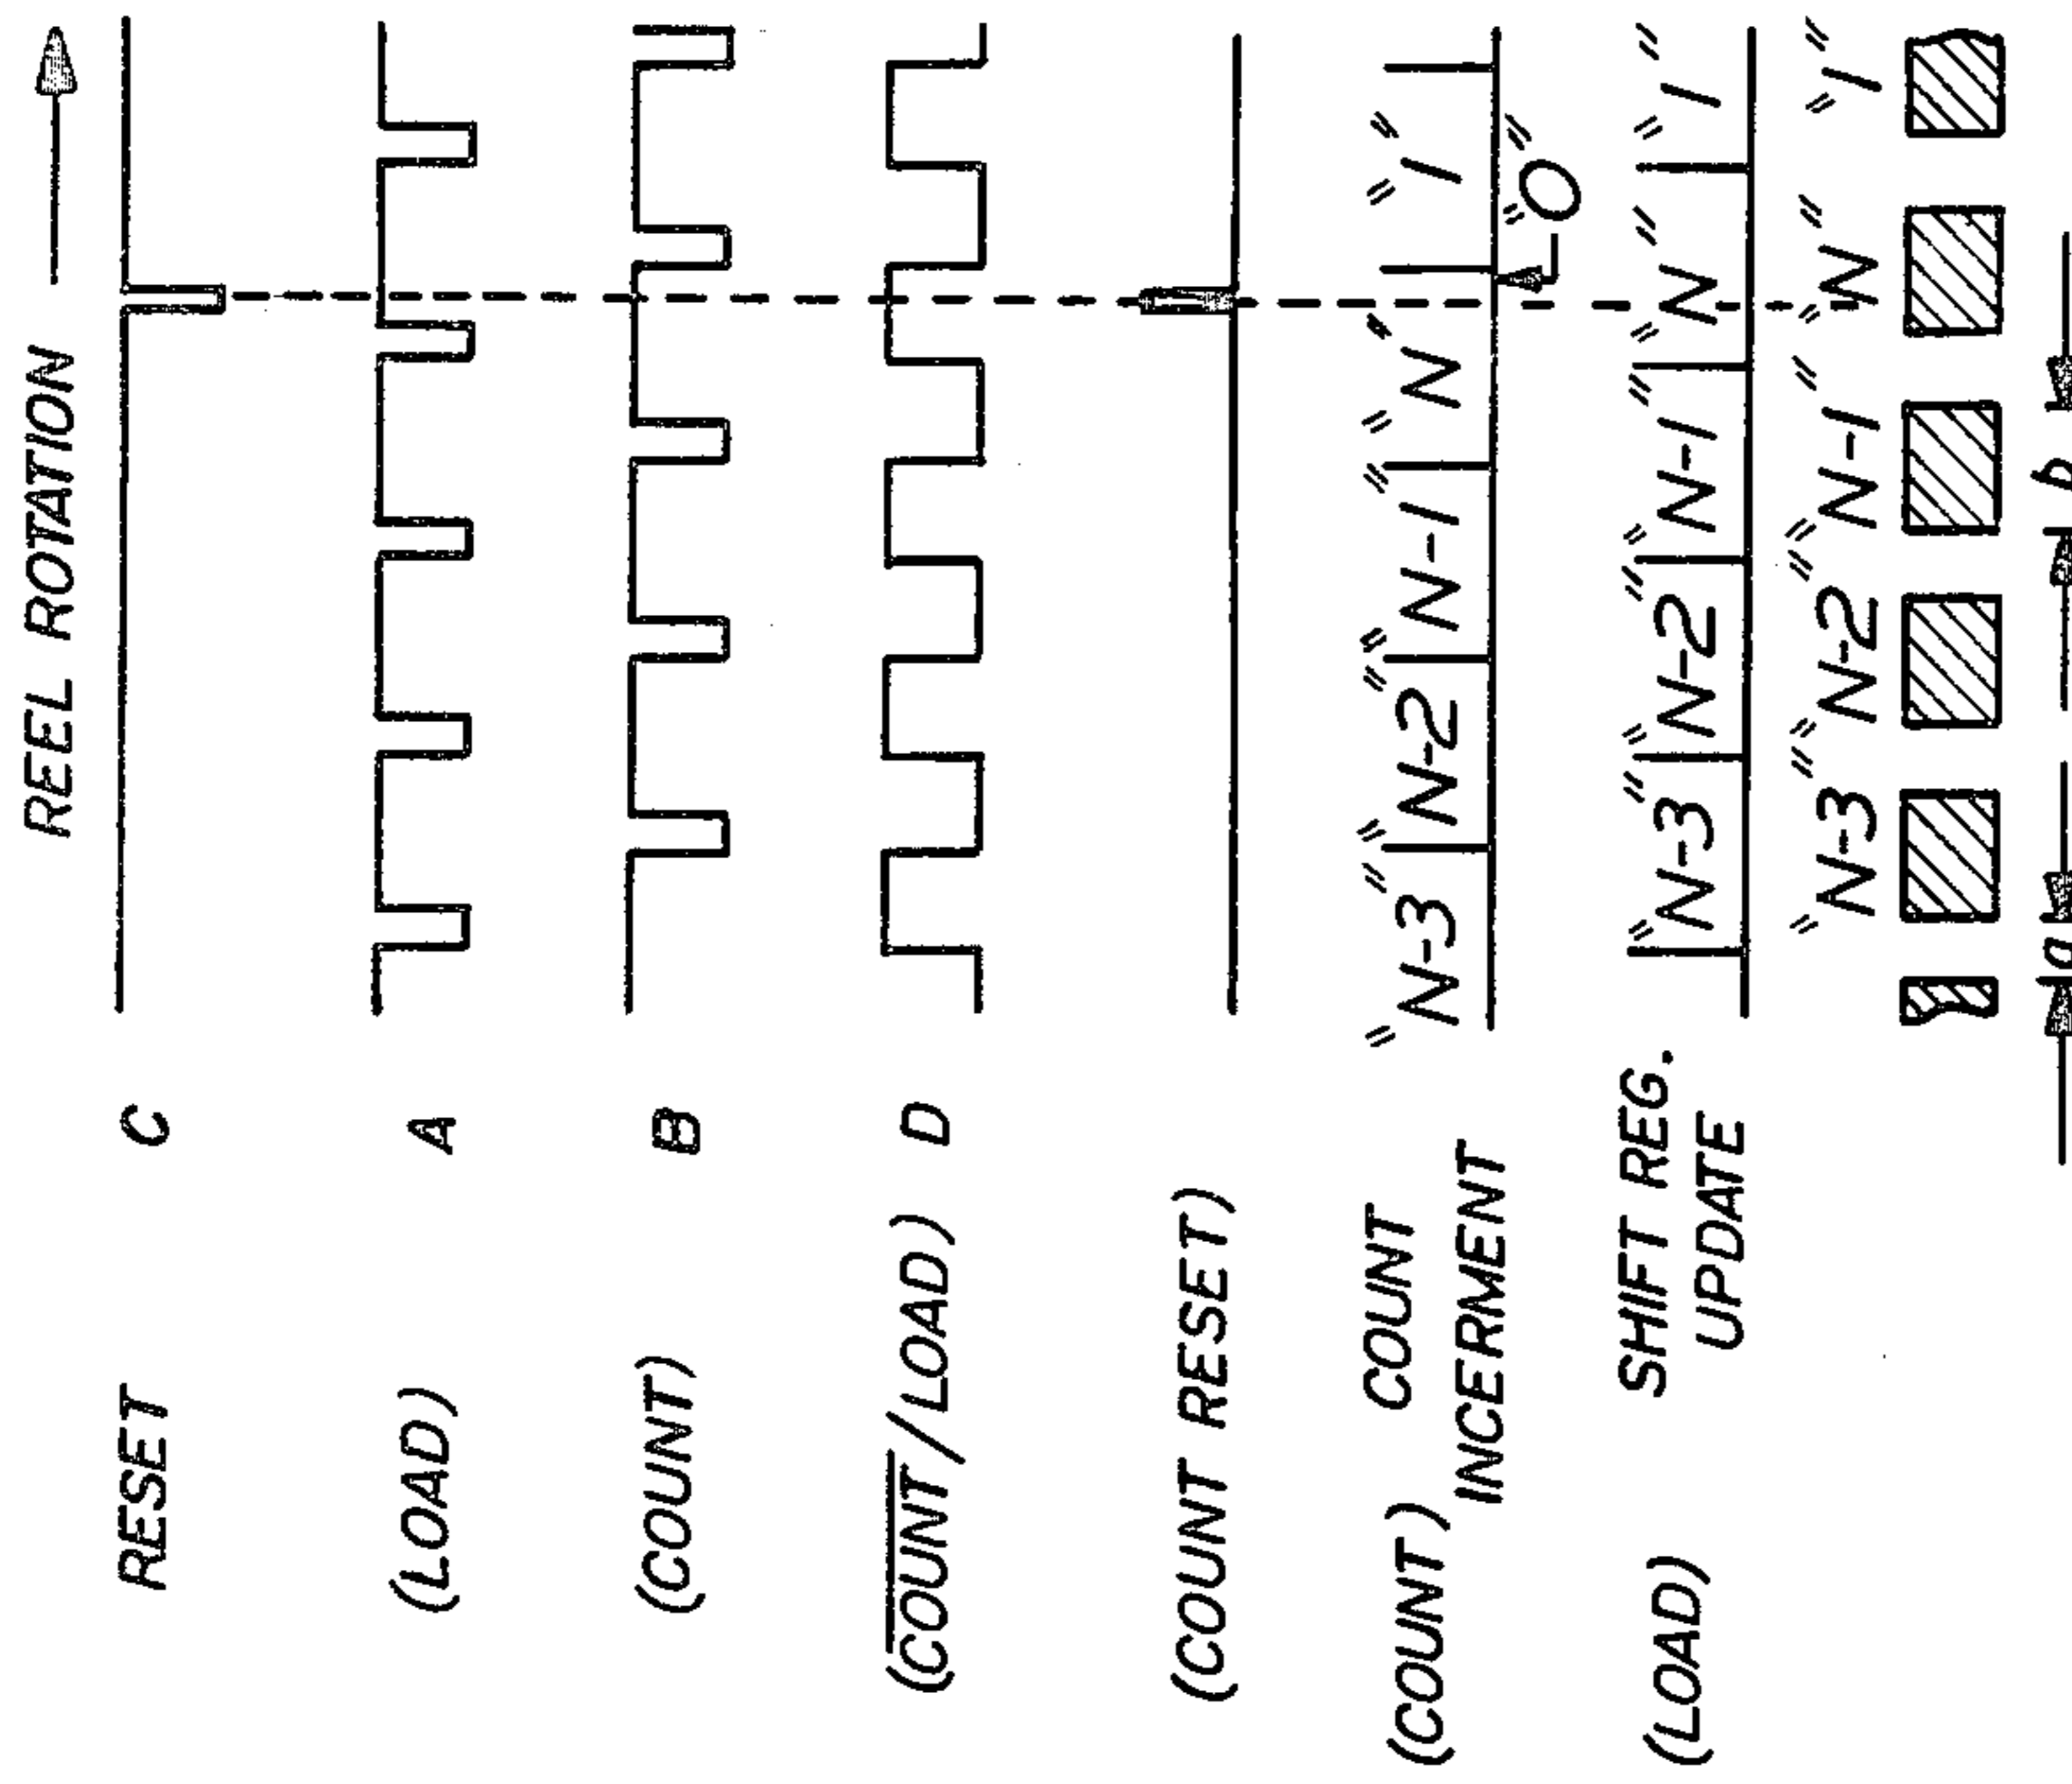 REEL ROTATION
RESET C
(LOAD) A
(COUNT) B
(COUNT/LOAD) D
(COUNT RESET)
(COUNT) COUNT
INCERMENT
"N-3" "N-2" "N-1" "N" "1"
"0"
(LOAD) SHIFT REG.
UPDATE
"N-3" "N-2" "N-1" "N" "1"
"N-3" "N-2" "N-1" "N" "1"
a b